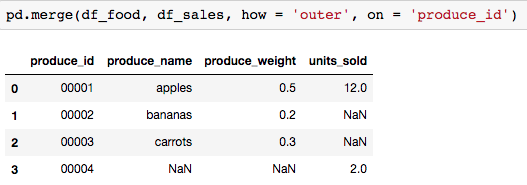 pd.merge(df_food, df_sales, how = 'outer', on = 'produce_id')
produce_id produce_name produce_weight units_sold
0 00001 apples 0.5 12.0
1 00002 bananas 0.2 NaN
2 00003 carrots 0.3 NaN
3 00004 NaN NaN 2.0